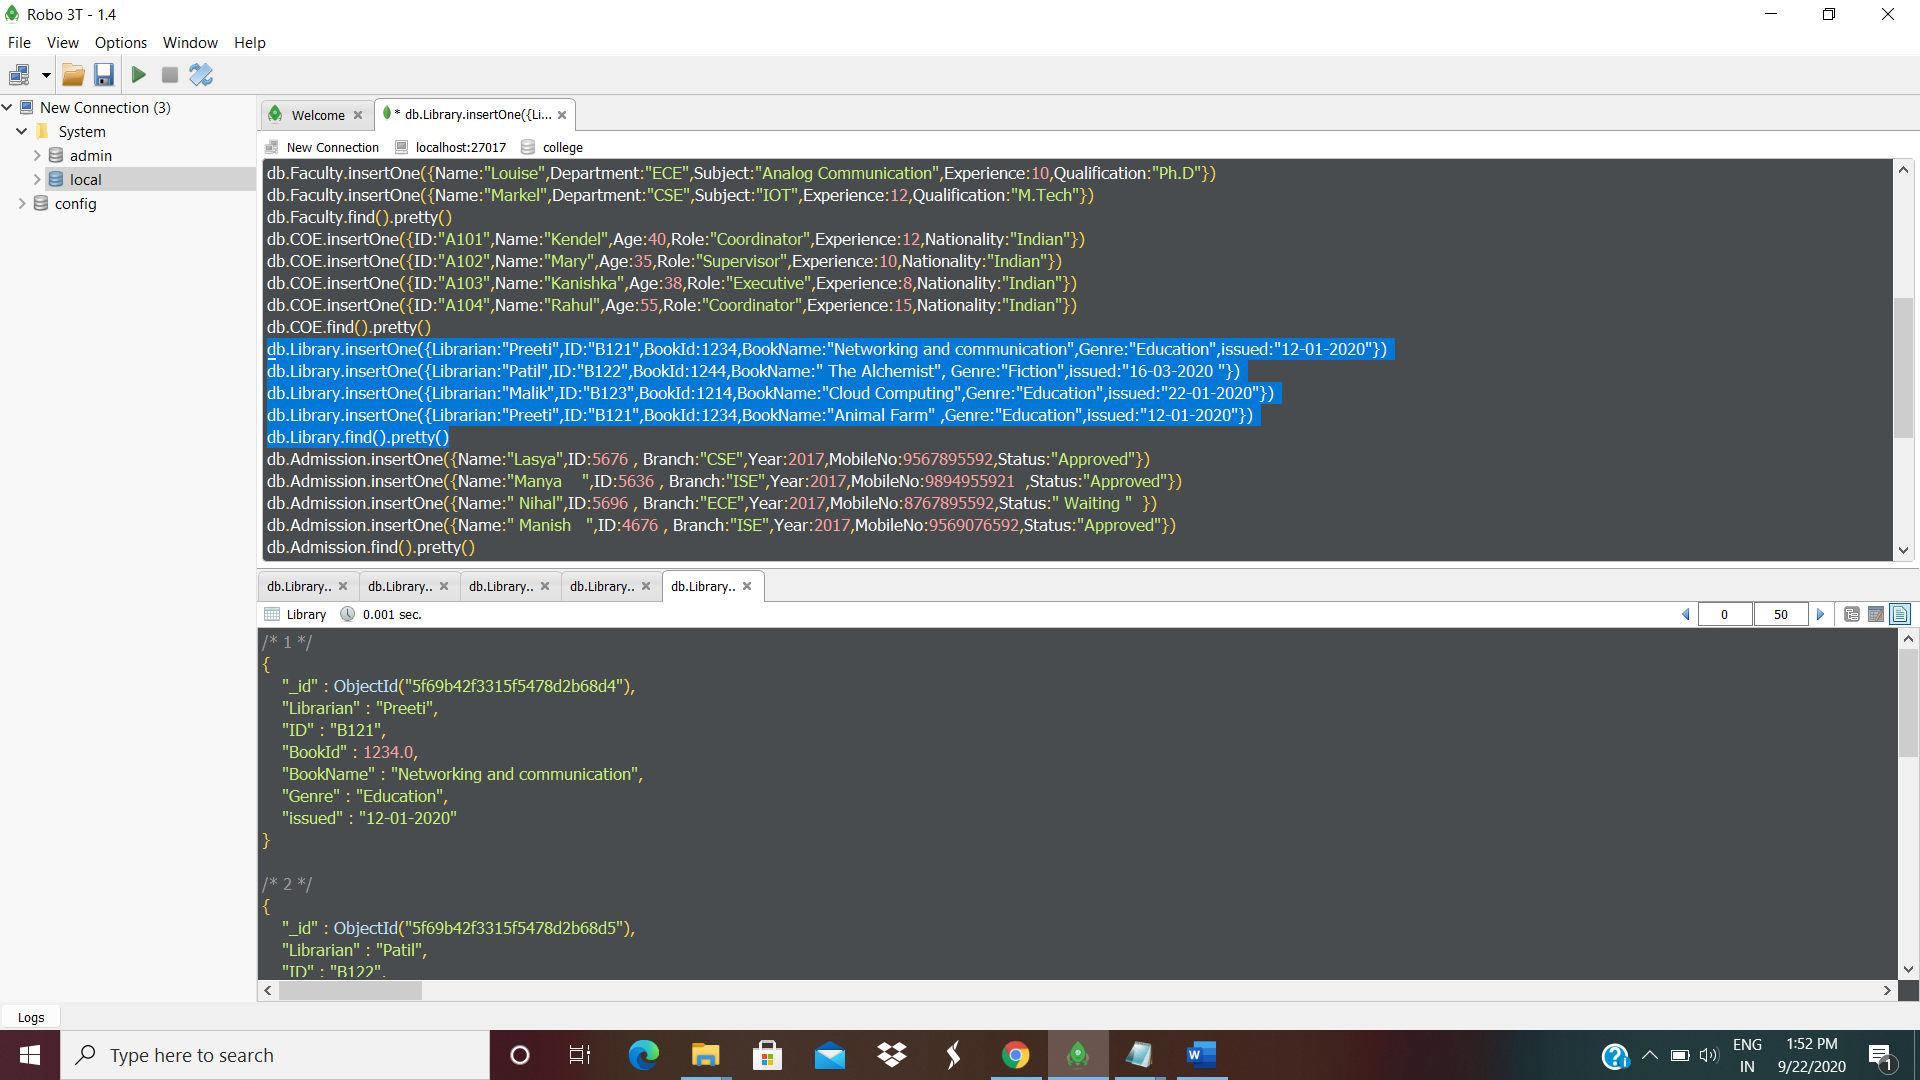 Robo 3T - 1.4
File View Options Window Help
New Connection (3)
System
admin
local
config
Welcome
* db.Library.insertOne({Li...
New Connection localhost:27017 college
db.Faculty.insertOne({Name:"Louise",Department:"ECE",Subject:"Analog Communication",Experience:10,Qualification:"Ph.D"})
db.Faculty.insertOne({Name:"Markel",Department:"CSE",Subject:"IOT",Experience:12,Qualification:"M.Tech"})
db.Faculty.find().pretty()
db.COE.insertOne({ID:"A101",Name:"Kendel",Age:40,Role:"Coordinator",Experience:12,Nationality:"Indian"})
db.COE.insertOne({ID:"A102",Name:"Mary",Age:35,Role:"Supervisor",Experience:10,Nationality:"Indian"})
db.COE.insertOne({ID:"A103",Name:"Kanishka",Age:38,Role:"Executive",Experience:8,Nationality:"Indian"})
db.COE.insertOne({ID:"A104",Name:"Rahul",Age:55,Role:"Coordinator",Experience:15,Nationality:"Indian"})
db.COE.find().pretty()
db.Library.insertOne({Librarian:"Preeti",ID:"B121",BookId:1234,BookName:"Networking and communication",Genre:"Education",issued:"12-01-2020"})
db.Library.insertOne({Librarian:"Patil",ID:"B122",BookId:1244,BookName:" The Alchemist", Genre:"Fiction",issued:"16-03-2020 "})
db.Library.insertOne({Librarian:"Malik",ID:"B123",BookId:1214,BookName:"Cloud Computing",Genre:"Education",issued:"22-01-2020"})
db.Library.insertOne({Librarian:"Preeti",ID:"B121",BookId:1234,BookName:"Animal Farm" ,Genre:"Education",issued:"12-01-2020"})
db.Library.find().pretty()
db.Admission.insertOne({Name:"Lasya",ID:5676 , Branch:"CSE",Year:2017,MobileNo:9567895592,Status:"Approved"})
db.Admission.insertOne({Name:"Manya    ",ID:5636 , Branch:"ISE",Year:2017,MobileNo:9894955921  ,Status:"Approved"})
db.Admission.insertOne({Name:" Nihal",ID:5696 , Branch:"ECE",Year:2017,MobileNo:8767895592,Status:" Waiting "  })
db.Admission.insertOne({Name:" Manish   ",ID:4676 , Branch:"ISE",Year:2017,MobileNo:9569076592,Status:"Approved"})
db.Admission.find().pretty()
db.Library.. db.Library.. db.Library.. db.Library.. db.Library..
Library 0.001 sec. 0 50
/* 1 */
{
"_id" : ObjectId("5f69b42f3315f5478d2b68d4"),
"Librarian" : "Preeti",
"ID" : "B121",
"BookId" : 1234.0,
"BookName" : "Networking and communication",
"Genre" : "Education",
"issued" : "12-01-2020"
}
/* 2 */
{
"_id" : ObjectId("5f69b42f3315f5478d2b68d5"),
"Librarian" : "Patil",
"ID" : "B122",
Logs
Type here to search
ENG
IN
1:52 PM
9/22/2020
1